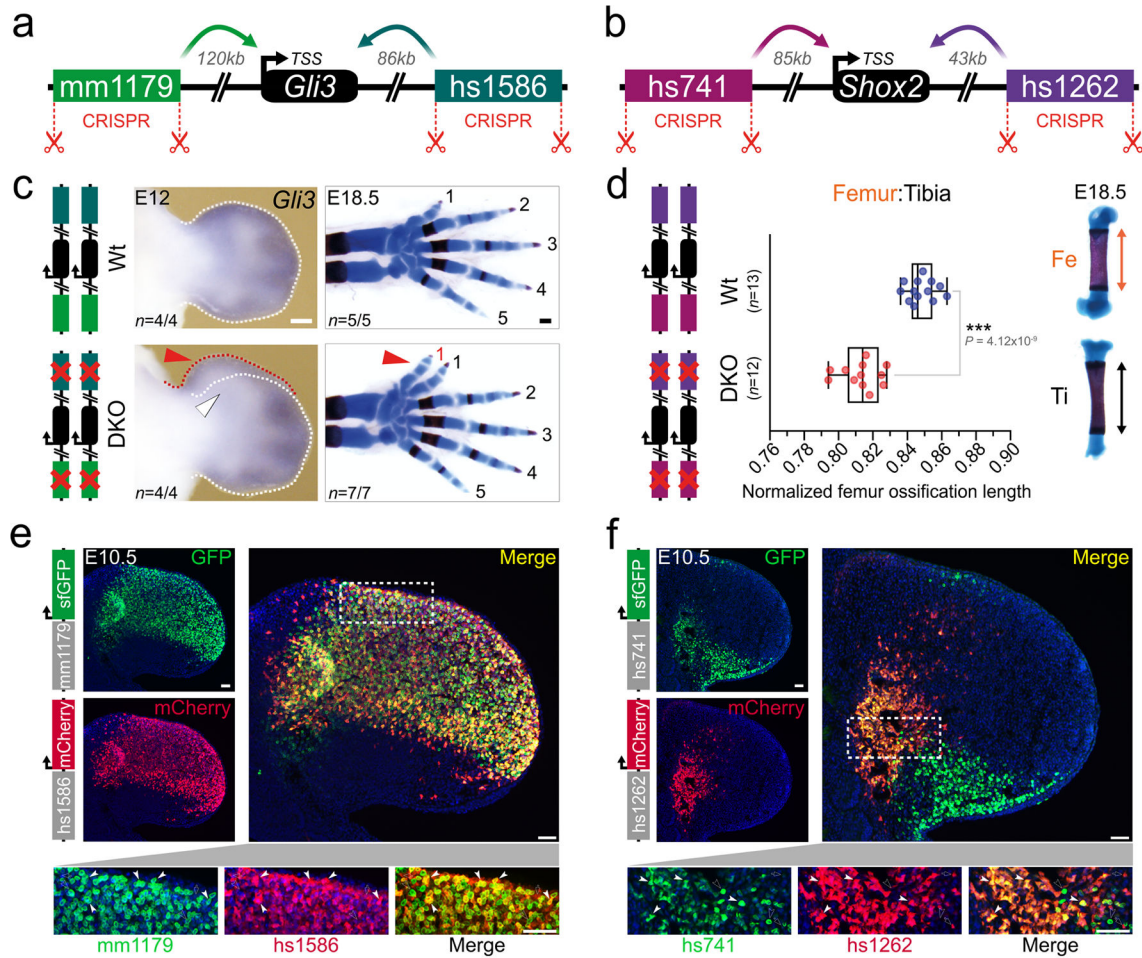 a
120kb
TSS
86kb
mm1179
Gli3
hs1586
CRISPR
CRISPR
b
85kb
TSS
43kb
hs741
Shox2
hs1262
CRISPR
CRISPR
c
Wt
E12
Gli3
n=4/4
E18.5
1
2
3
4
5
n=5/5
DKO
n=4/4
1
1
2
3
4
5
n=7/7
d
Femur:Tibia
E18.5
Wt
(n=13)
DKO
(n=12)
***
P = 4.12x10⁻⁹
Fe
Ti
0.76
0.78
0.80
0.82
0.84
0.86
0.88
0.90
Normalized femur ossification length
e
sfGFP
mm1179
E10.5
GFP
Merge
mCherry
hs1586
mCherry
mm1179
hs1586
Merge
f
sfGFP
hs741
E10.5
GFP
Merge
mCherry
hs1262
mCherry
hs741
hs1262
Merge